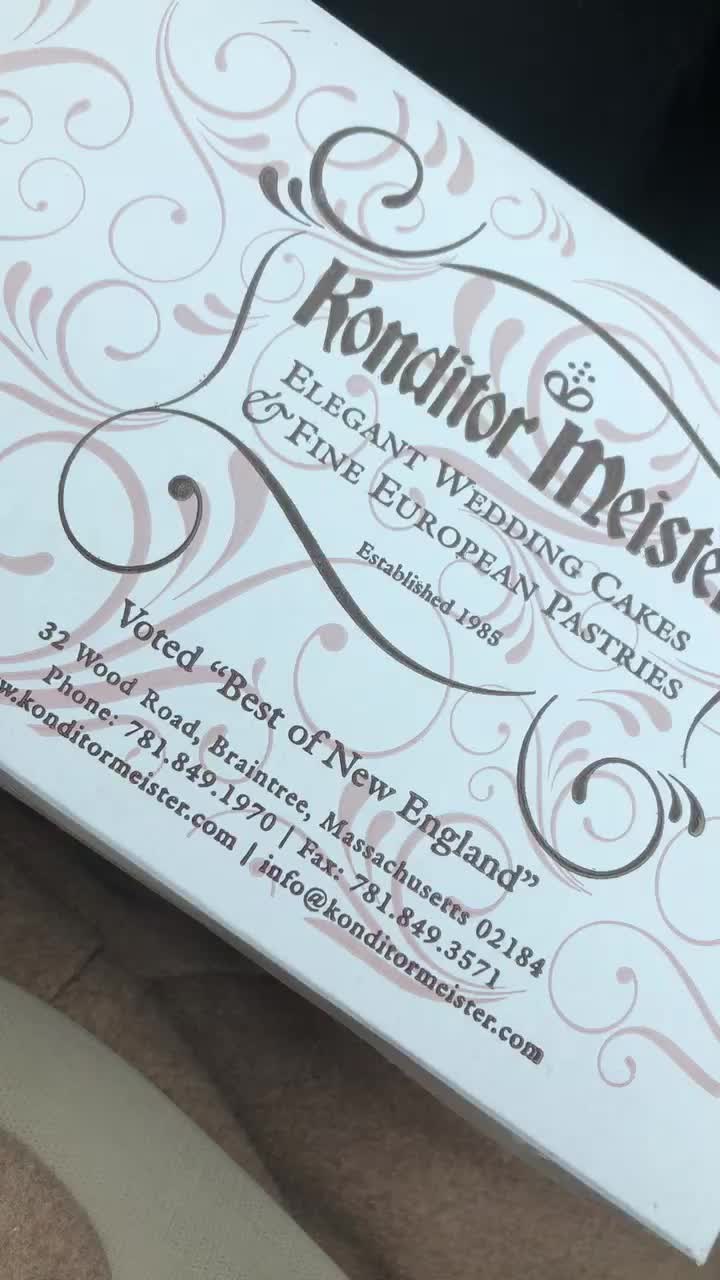 Konditor Meister
ELEGANT WEDDING CAKES
& FINE EUROPEAN PASTRIES
Established 1985
Voted “Best of New England”
32 Wood Road, Braintree, Massachusetts 02184
Phone: 781.849.1970 | Fax: 781.849.3571
w.konditormeister.com | info@konditormeister.com